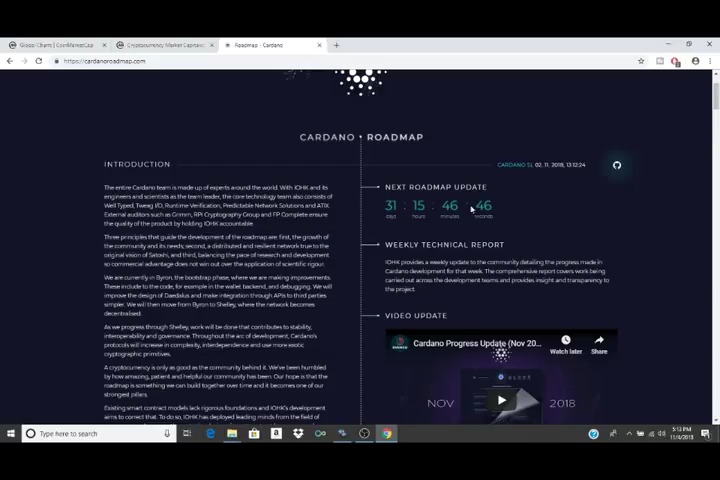 Global Charts | CoinMarketCap
Cryptocurrency Market Capitaliz
Roadmap - Cardano
https://cardanoroadmap.com
CARDANO • ROADMAP
INTRODUCTION
The entire Cardano team is made up of experts around the world. With IOHK and its
engineers and scientists as the team leader, the core technology team also consists of
Well Typed, Tweag I/O, Runtime Verification, Predictable Network Solutions and ATIX.
External auditors such as Grimm, RPI Cryptography Group and FP Complete ensure
the quality of product by holding IOHK accountable.
Three principles that guide the development of the roadmap are: first, the growth of
the community and its needs; second, a distributed and resilient network true to the
original vision of Satoshi, and third, balancing the pace of research and development
so commercial advantage does not win out over the application of scientific rigour.
We are currently in Byron, the bootstrap phase, where we are making improvements.
These include to the code, for example in the wallet backend, and debugging. We will
improve the design of Daedalus and make integration through APIs to third parties
simpler. We will then move from Byron to Shelley, where the network becomes
decentralised.
As we progress through Shelley, work will be done that contributes to stability,
interoperability and governance. Throughout the arc of development, Cardano's
protocols will increase in complexity, interdependence and use more exotic
cryptographic primitives.
A cryptocurrency is only as good as the community behind it. We've been humbled
by how amazing, patient and helpful our community has been. Our hope is that the
roadmap is something we can build together over time and it becomes one of our
strongest pillars.
Existing smart contract models lack rigorous foundations and IOHK's development
aims to correct that. To do so, IOHK has deployed leading minds from the field of
CARDANO SL 02, 11, 2018, 13:12:24
NEXT ROADMAP UPDATE
31 : 15 : 46 : 46
days hours minutes seconds
WEEKLY TECHNICAL REPORT
IOHK provides a weekly update to the community detailing the progress made in
Cardano development for that week. The comprehensive report covers work being
carried out across the development teams and provides insight and transparency to
the project.
VIDEO UPDATE
Cardano Progress Update (Nov 20...
Watch later
Share
NOV
2018
Type here to search
5:13 PM
11/4/2018